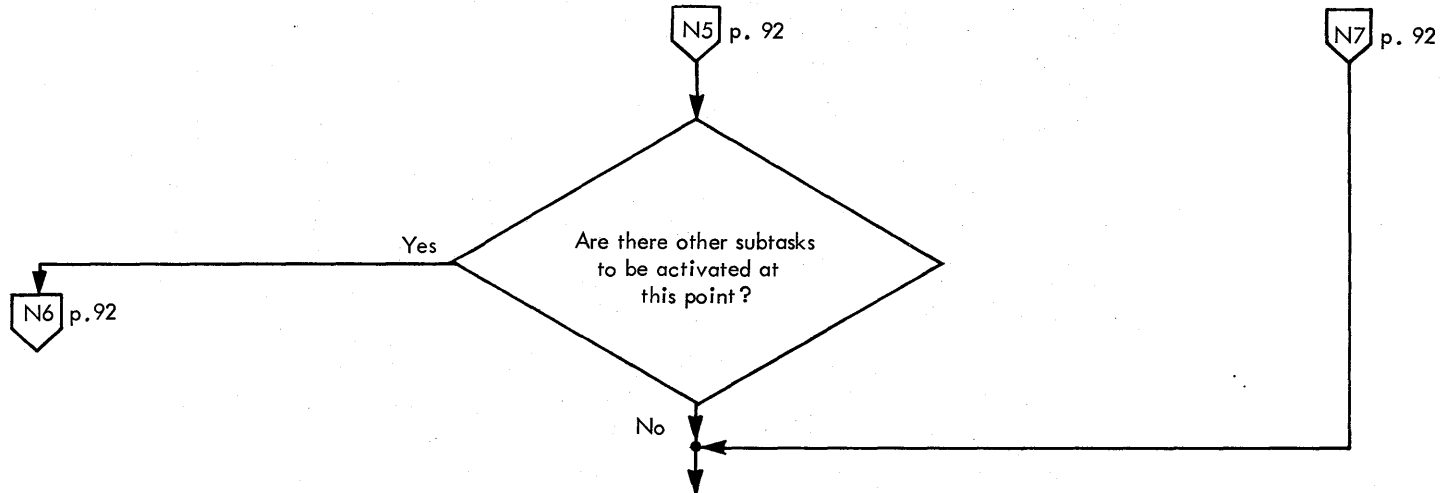 N5 p. 92
N7 p. 92
Yes
Are there other subtasks
to be activated at
this point?
N6 p.92
No